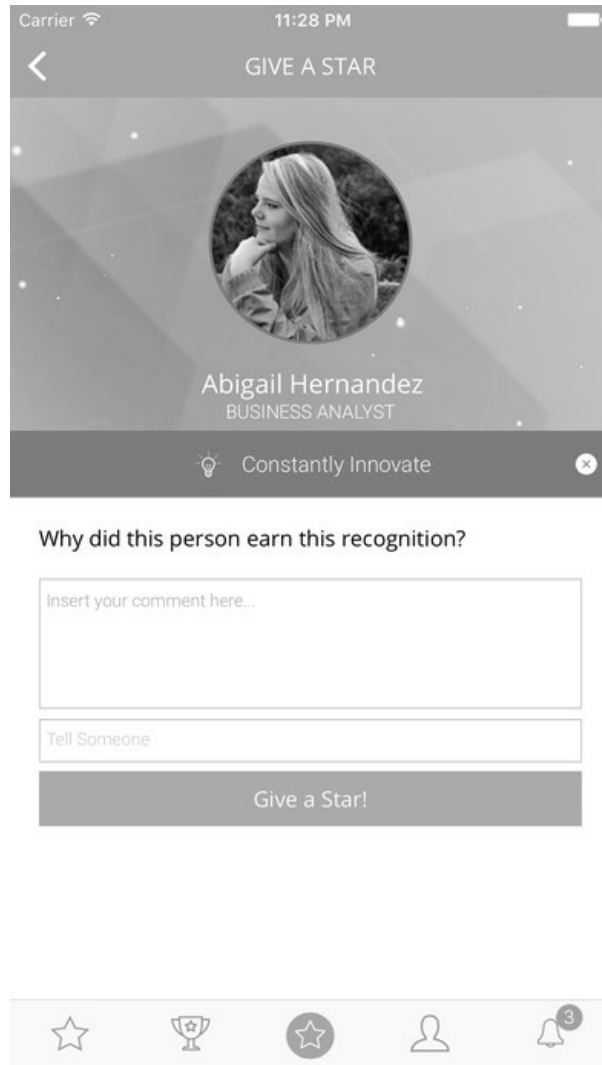 Carrier 11:28 PM
GIVE A STAR
Abigail Hernandez
BUSINESS ANALYST
Constantly Innovate
Why did this person earn this recognition?
Insert your comment here...
Tell Someone
Give a Star!
3